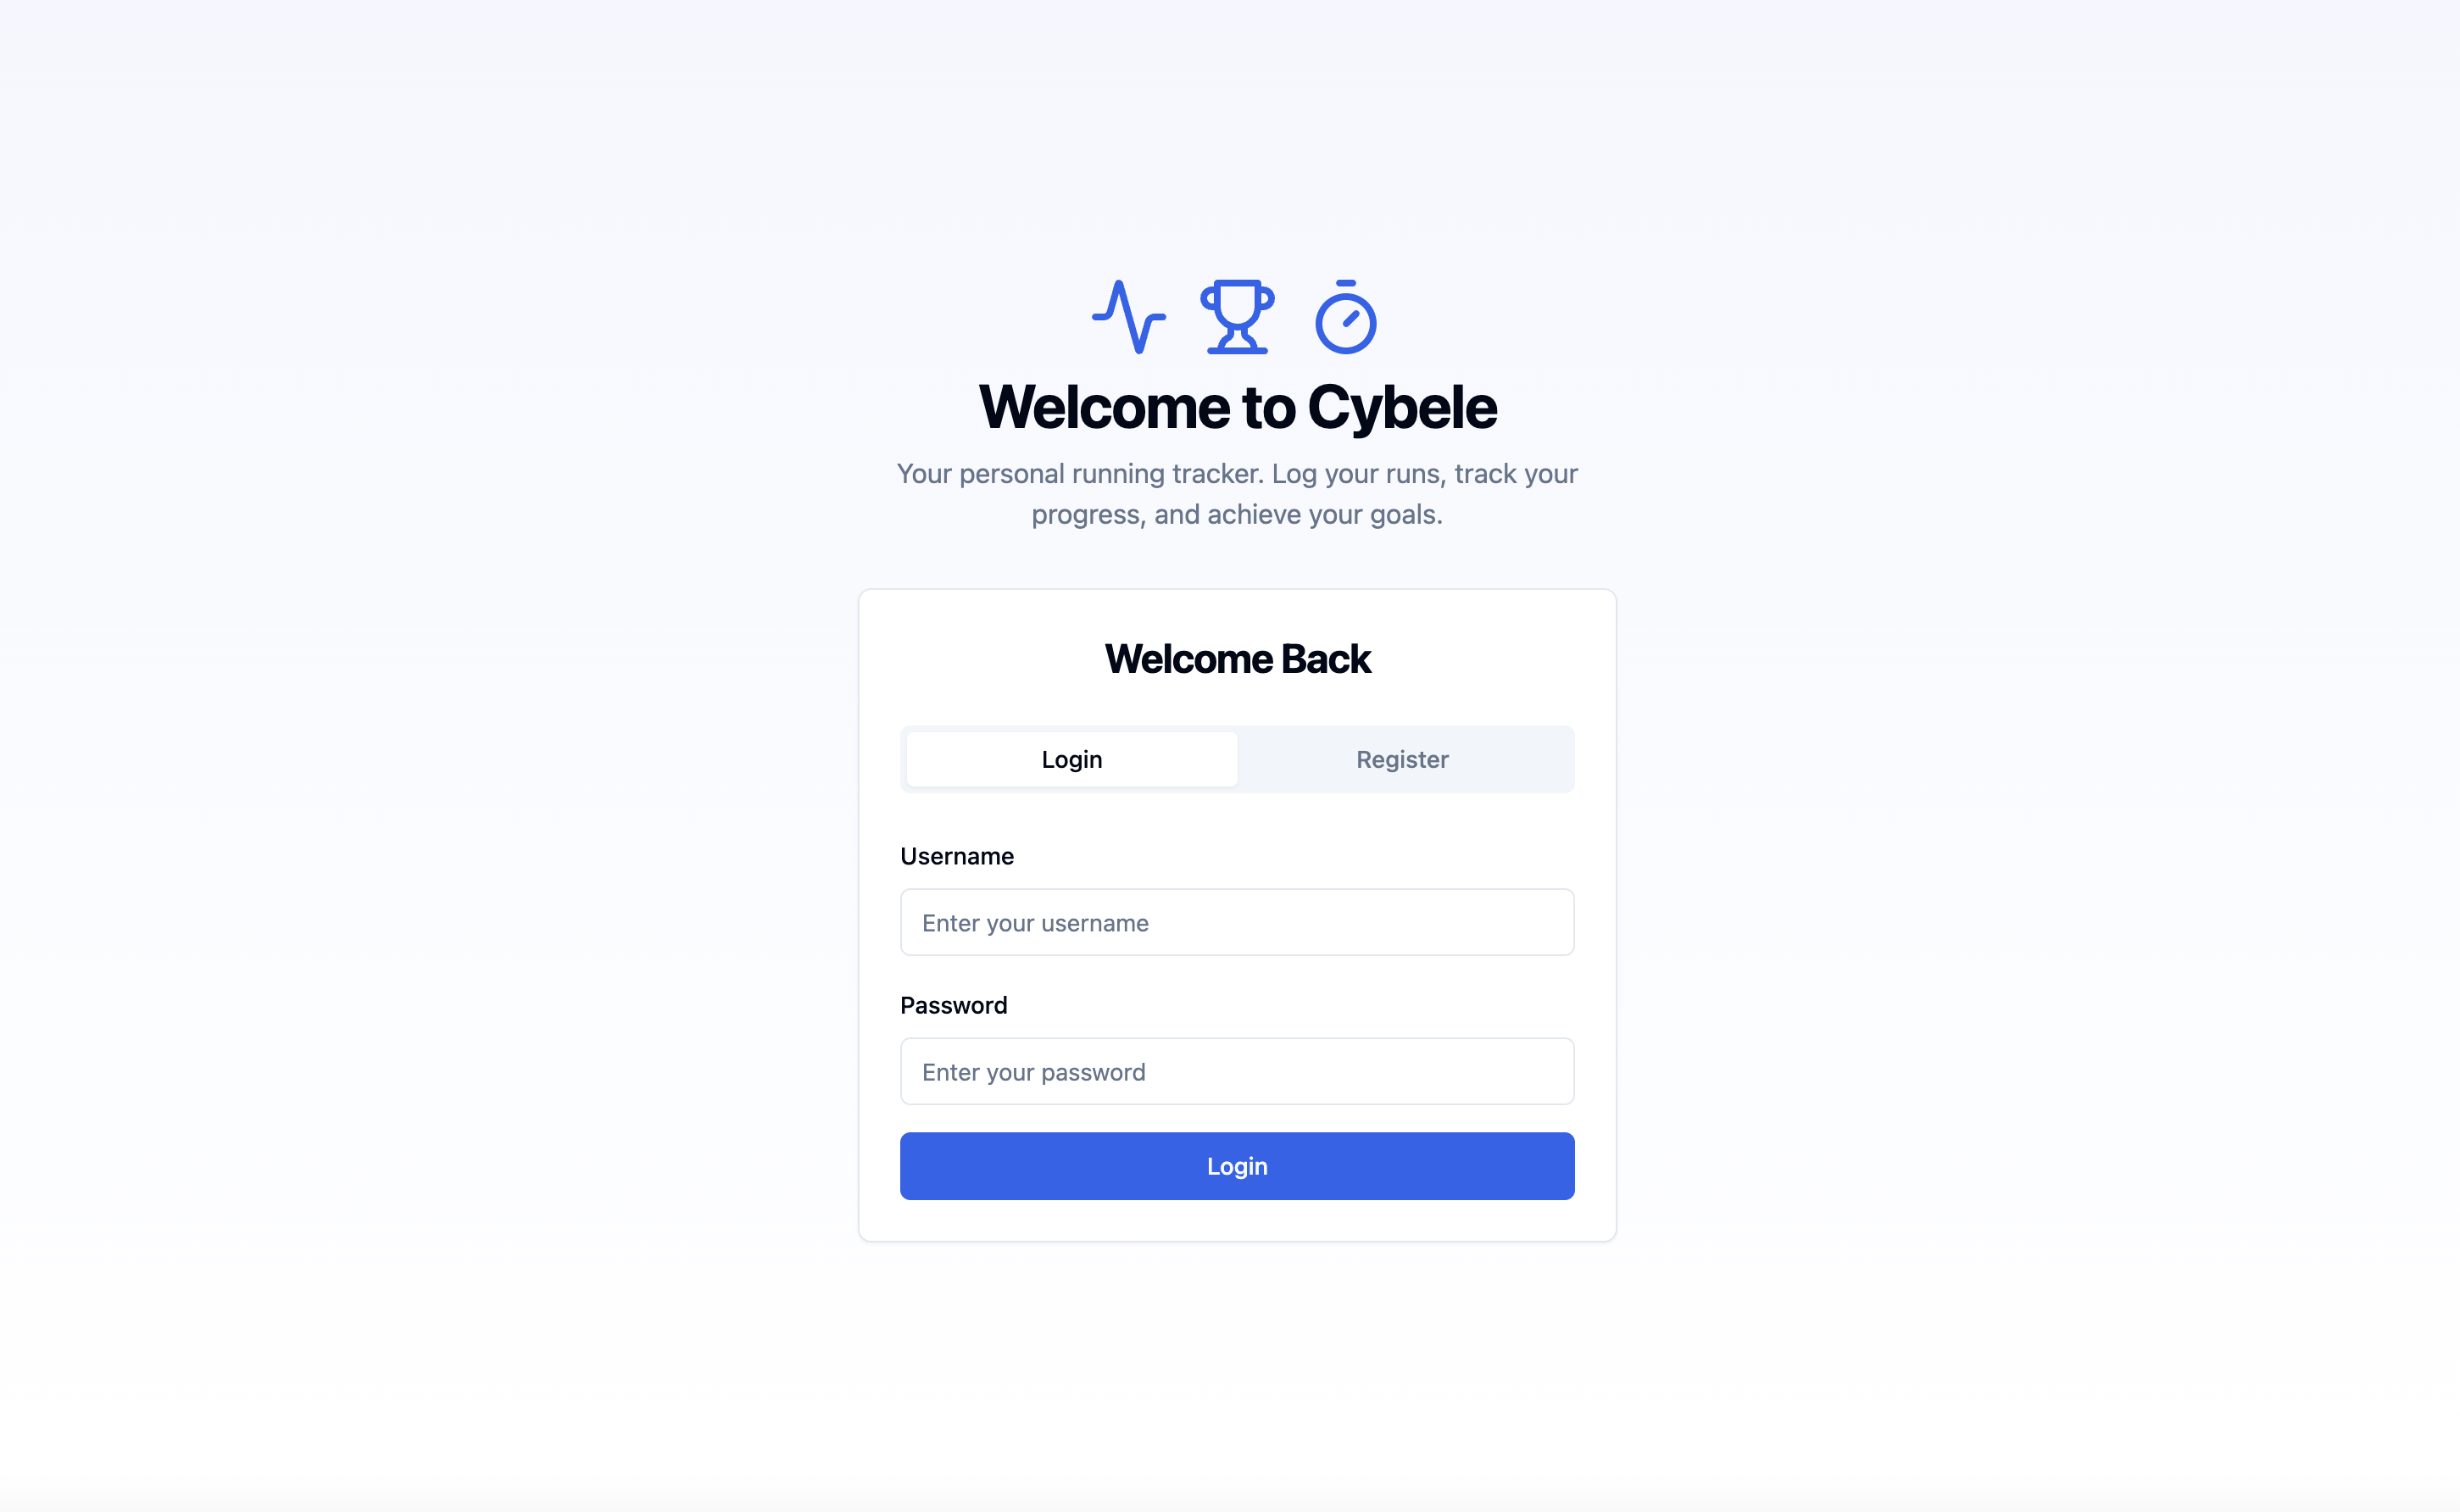 Welcome to Cybele
Your personal running tracker. Log your runs, track your
progress, and achieve your goals.
Welcome Back
Login
Register
Username
Enter your username
Password
Enter your password
Login